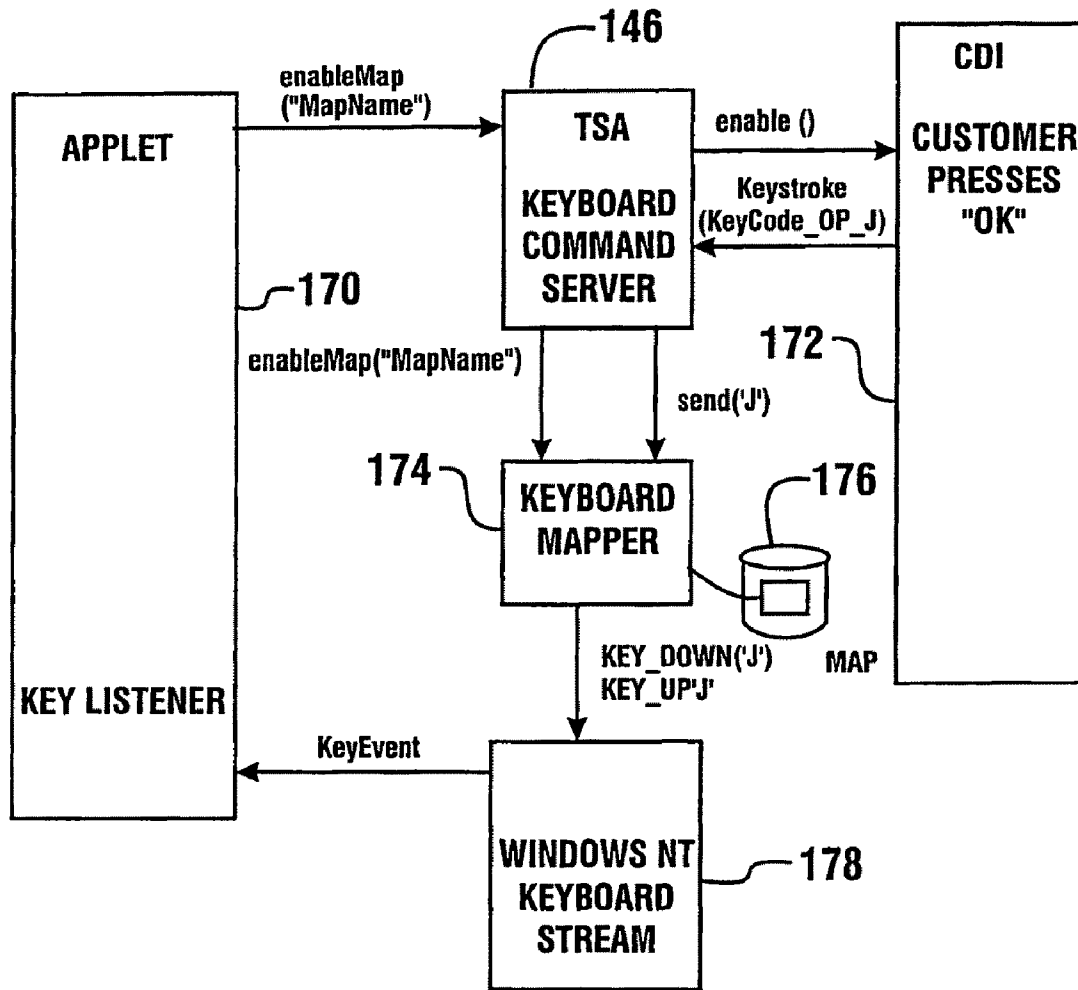 146
enableMap
("MapName")
APPLET
TSA
KEYBOARD
COMMAND
SERVER
enable ()
Keystroke
(KeyCode_OP_J)
CDI
CUSTOMER
PRESSES
"OK"
170
172
enableMap("MapName")
send('J')
174
KEYBOARD
MAPPER
176
MAP
KEY_DOWN('J')
KEY_UP'J'
KEY LISTENER
KeyEvent
WINDOWS NT
KEYBOARD
STREAM
178